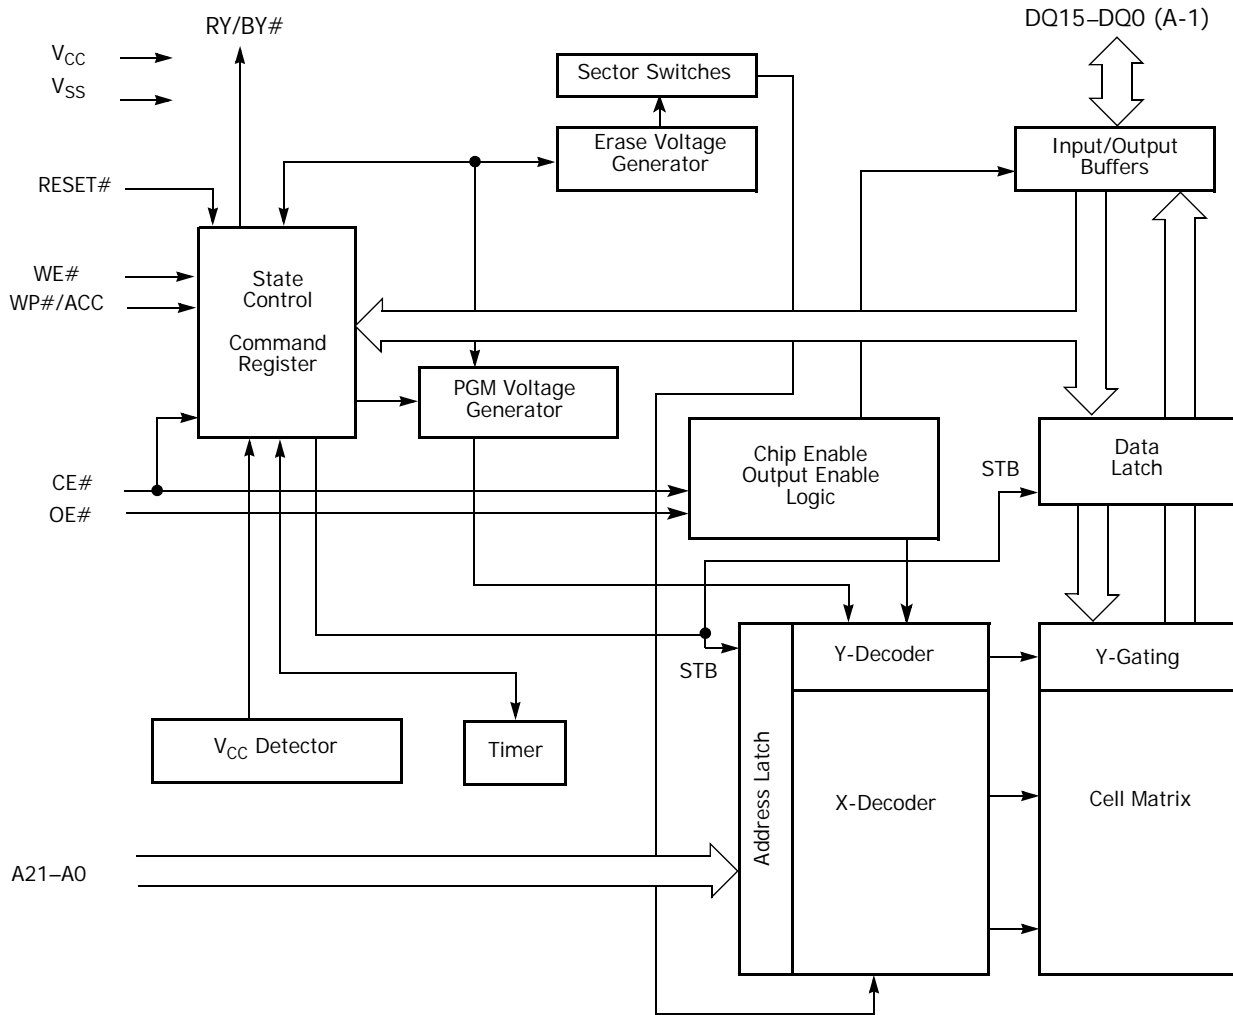 RY/BY#
DQ15–DQ0 (A-1)
VCC
VSS
Sector Switches
Erase Voltage
Generator
Input/Output
Buffers
RESET#
WE#
WP#/ACC
State
Control
Command
Register
PGM Voltage
Generator
CE#
OE#
Chip Enable
Output Enable
Logic
STB
Data
Latch
STB
Y-Decoder
Y-Gating
VCC Detector
Timer
Address Latch
X-Decoder
Cell Matrix
A21–A0